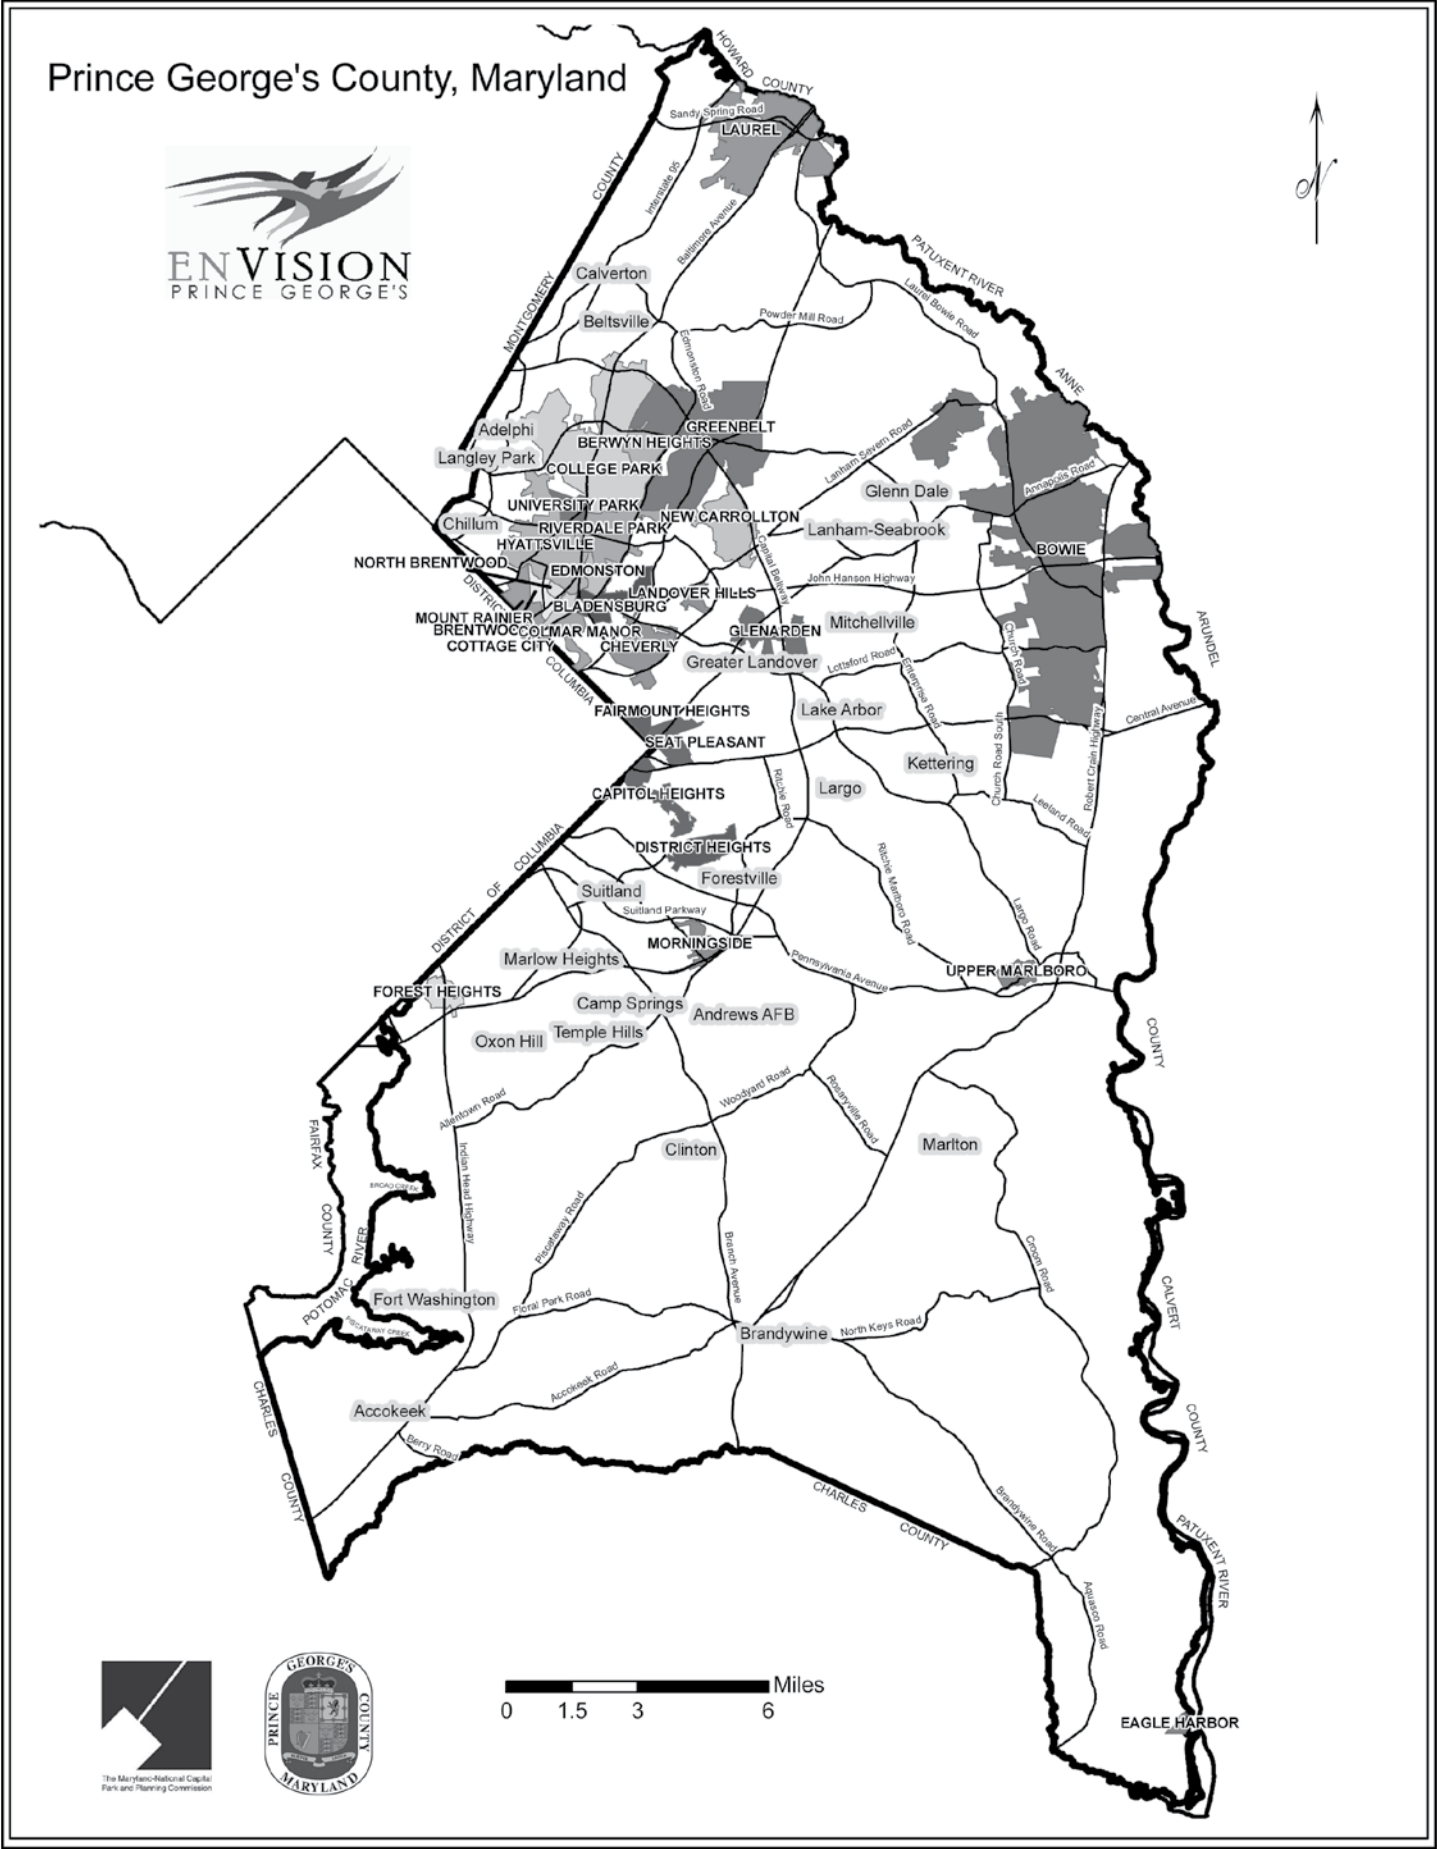 Prince George's County, Maryland
ENVISION
PRINCE GEORGE'S
N
HOWARD
COUNTY
Sandy Spring Road
LAUREL
COUNTY
Interstate 95
Baltimore Avenue
PATUXENT RIVER
Calverton
Laurel Bowie Road
MONTGOMERY
Beltsville
Powder Mill Road
Edmonston Road
ANNE
Adelphi
GREENBELT
BERWYN HEIGHTS
Langley Park
COLLEGE PARK
Lanham Severn Road
Annapolis Road
Glenn Dale
UNIVERSITY PARK
NEW CARROLLTON
Chillum
RIVERDALE PARK
Lanham-Seabrook
HYATTSVILLE
BOWIE
NORTH BRENTWOOD
EDMONSTON
Capital Beltway
John Hanson Highway
DISTRICT
LANDOVER HILLS
BLADENSBURG
MOUNT RAINIER
BRENTWOO
COLMAR MANOR
GLENARDEN
Mitchellville
ARUNDEL
COTTAGE CITY
CHEVERLY
Greater Landover
Lottsford Road
Church Road
COLUMBIA
Enterprise Road
FAIRMOUNT HEIGHTS
Lake Arbor
Central Avenue
SEAT PLEASANT
Church Road South
Robert Crain Highway
Kettering
CAPITOL HEIGHTS
Ritchie Road
Largo
Leeland Road
DISTRICT HEIGHTS
DISTRICT OF COLUMBIA
Forestville
Suitland
Ritchie Marlboro Road
Suitland Parkway
Largo Road
MORNINGSIDE
Marlow Heights
Pennsylvania Avenue
UPPER MARLBORO
FOREST HEIGHTS
Camp Springs
Andrews AFB
Oxon Hill
Temple Hills
COUNTY
Woodyard Road
Rosaryville Road
Allentown Road
FAIRFAX
Clinton
Marlton
Indian Head Highway
BROAD CREEK
COUNTY
Piscataway Road
Branch Avenue
Croom Road
RIVER
POTOMAC
Fort Washington
Floral Park Road
CALVERT
PISCATAWAY CREEK
Brandywine
North Keys Road
Accokeek Road
CHARLES
Accokeek
Berry Road
COUNTY
COUNTY
CHARLES
COUNTY
Brandywine Road
PATUXENT RIVER
Aquasco Road
EAGLE HARBOR
Miles
0 1.5 3 6
The Maryland-National Capital
Park and Planning Commission
PRINCE
GEORGE'S
COUNTY
MARYLAND